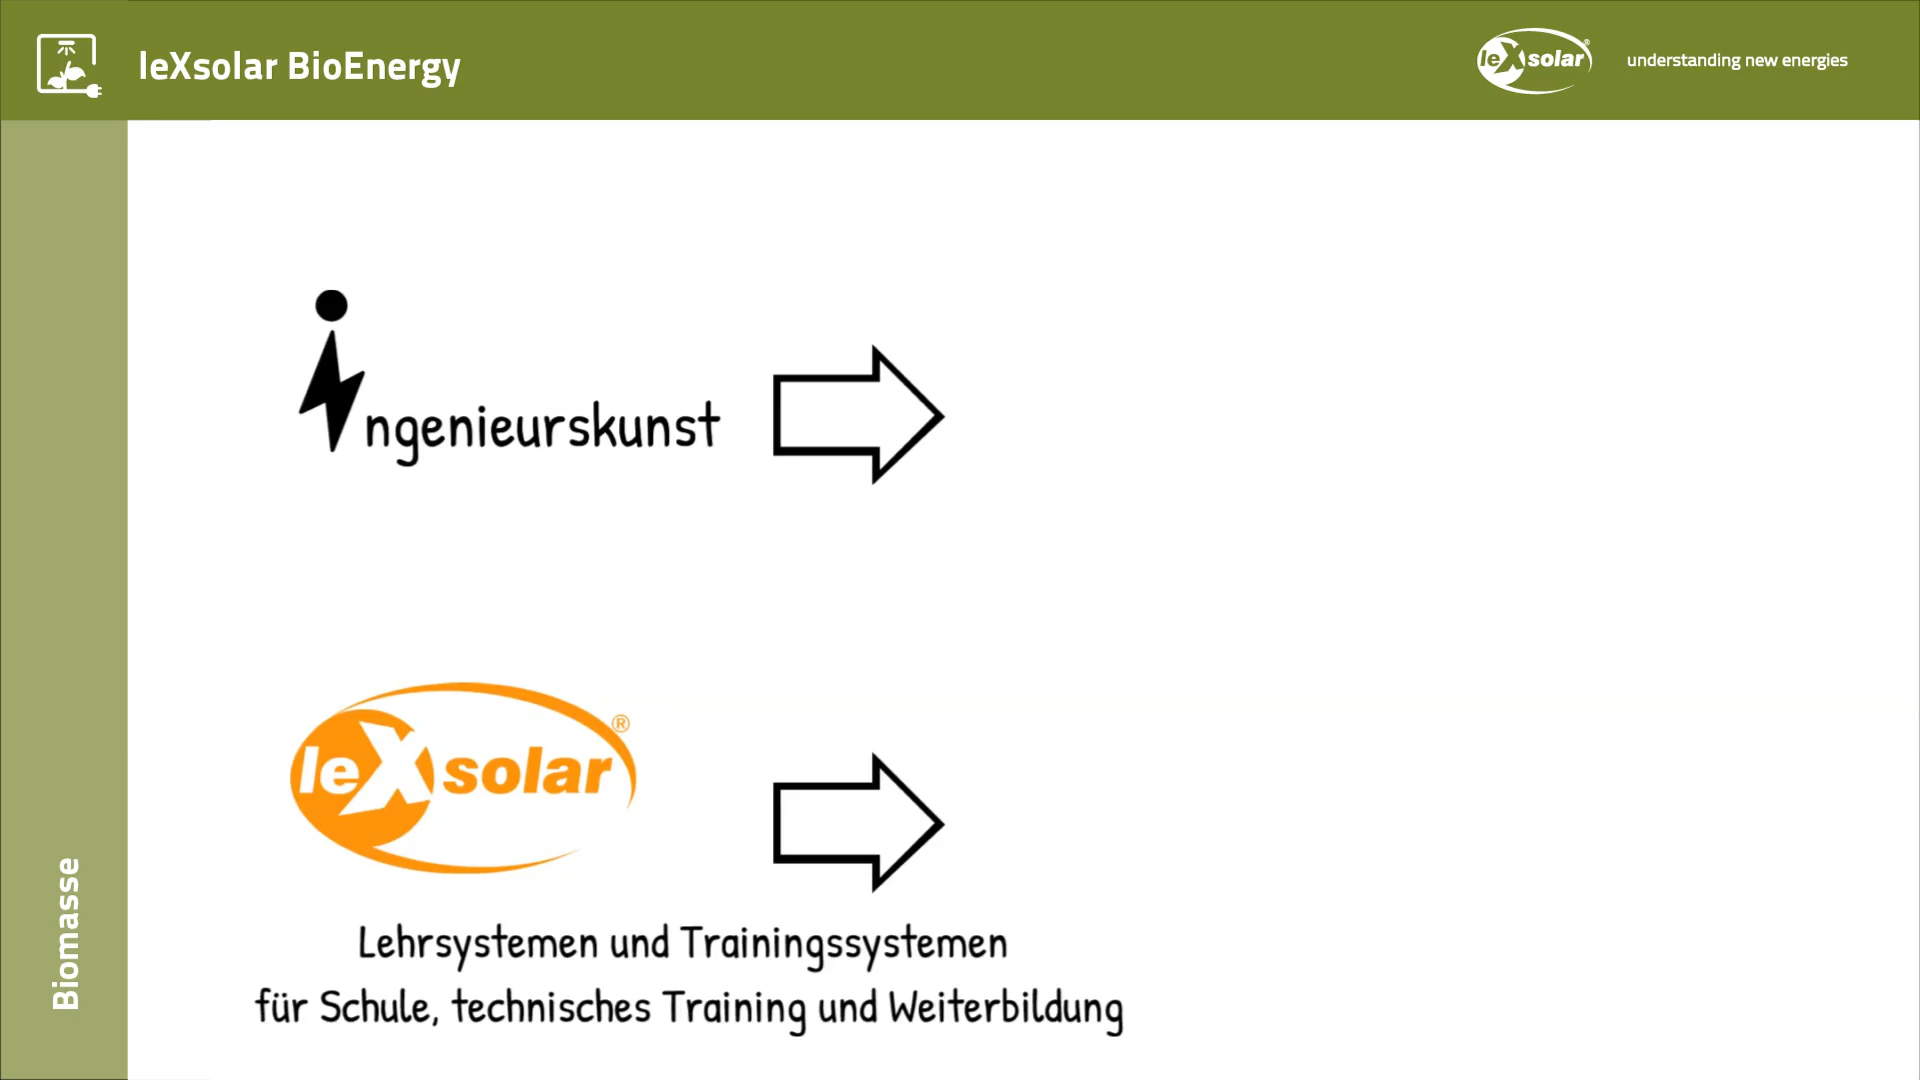 leXsolar BioEnergy
leXsolar®
understanding new energies
ingenieurskunst
leXsolar®
Lehrsystemen und Trainingssystemen
für Schule, technisches Training und Weiterbildung
Biomasse